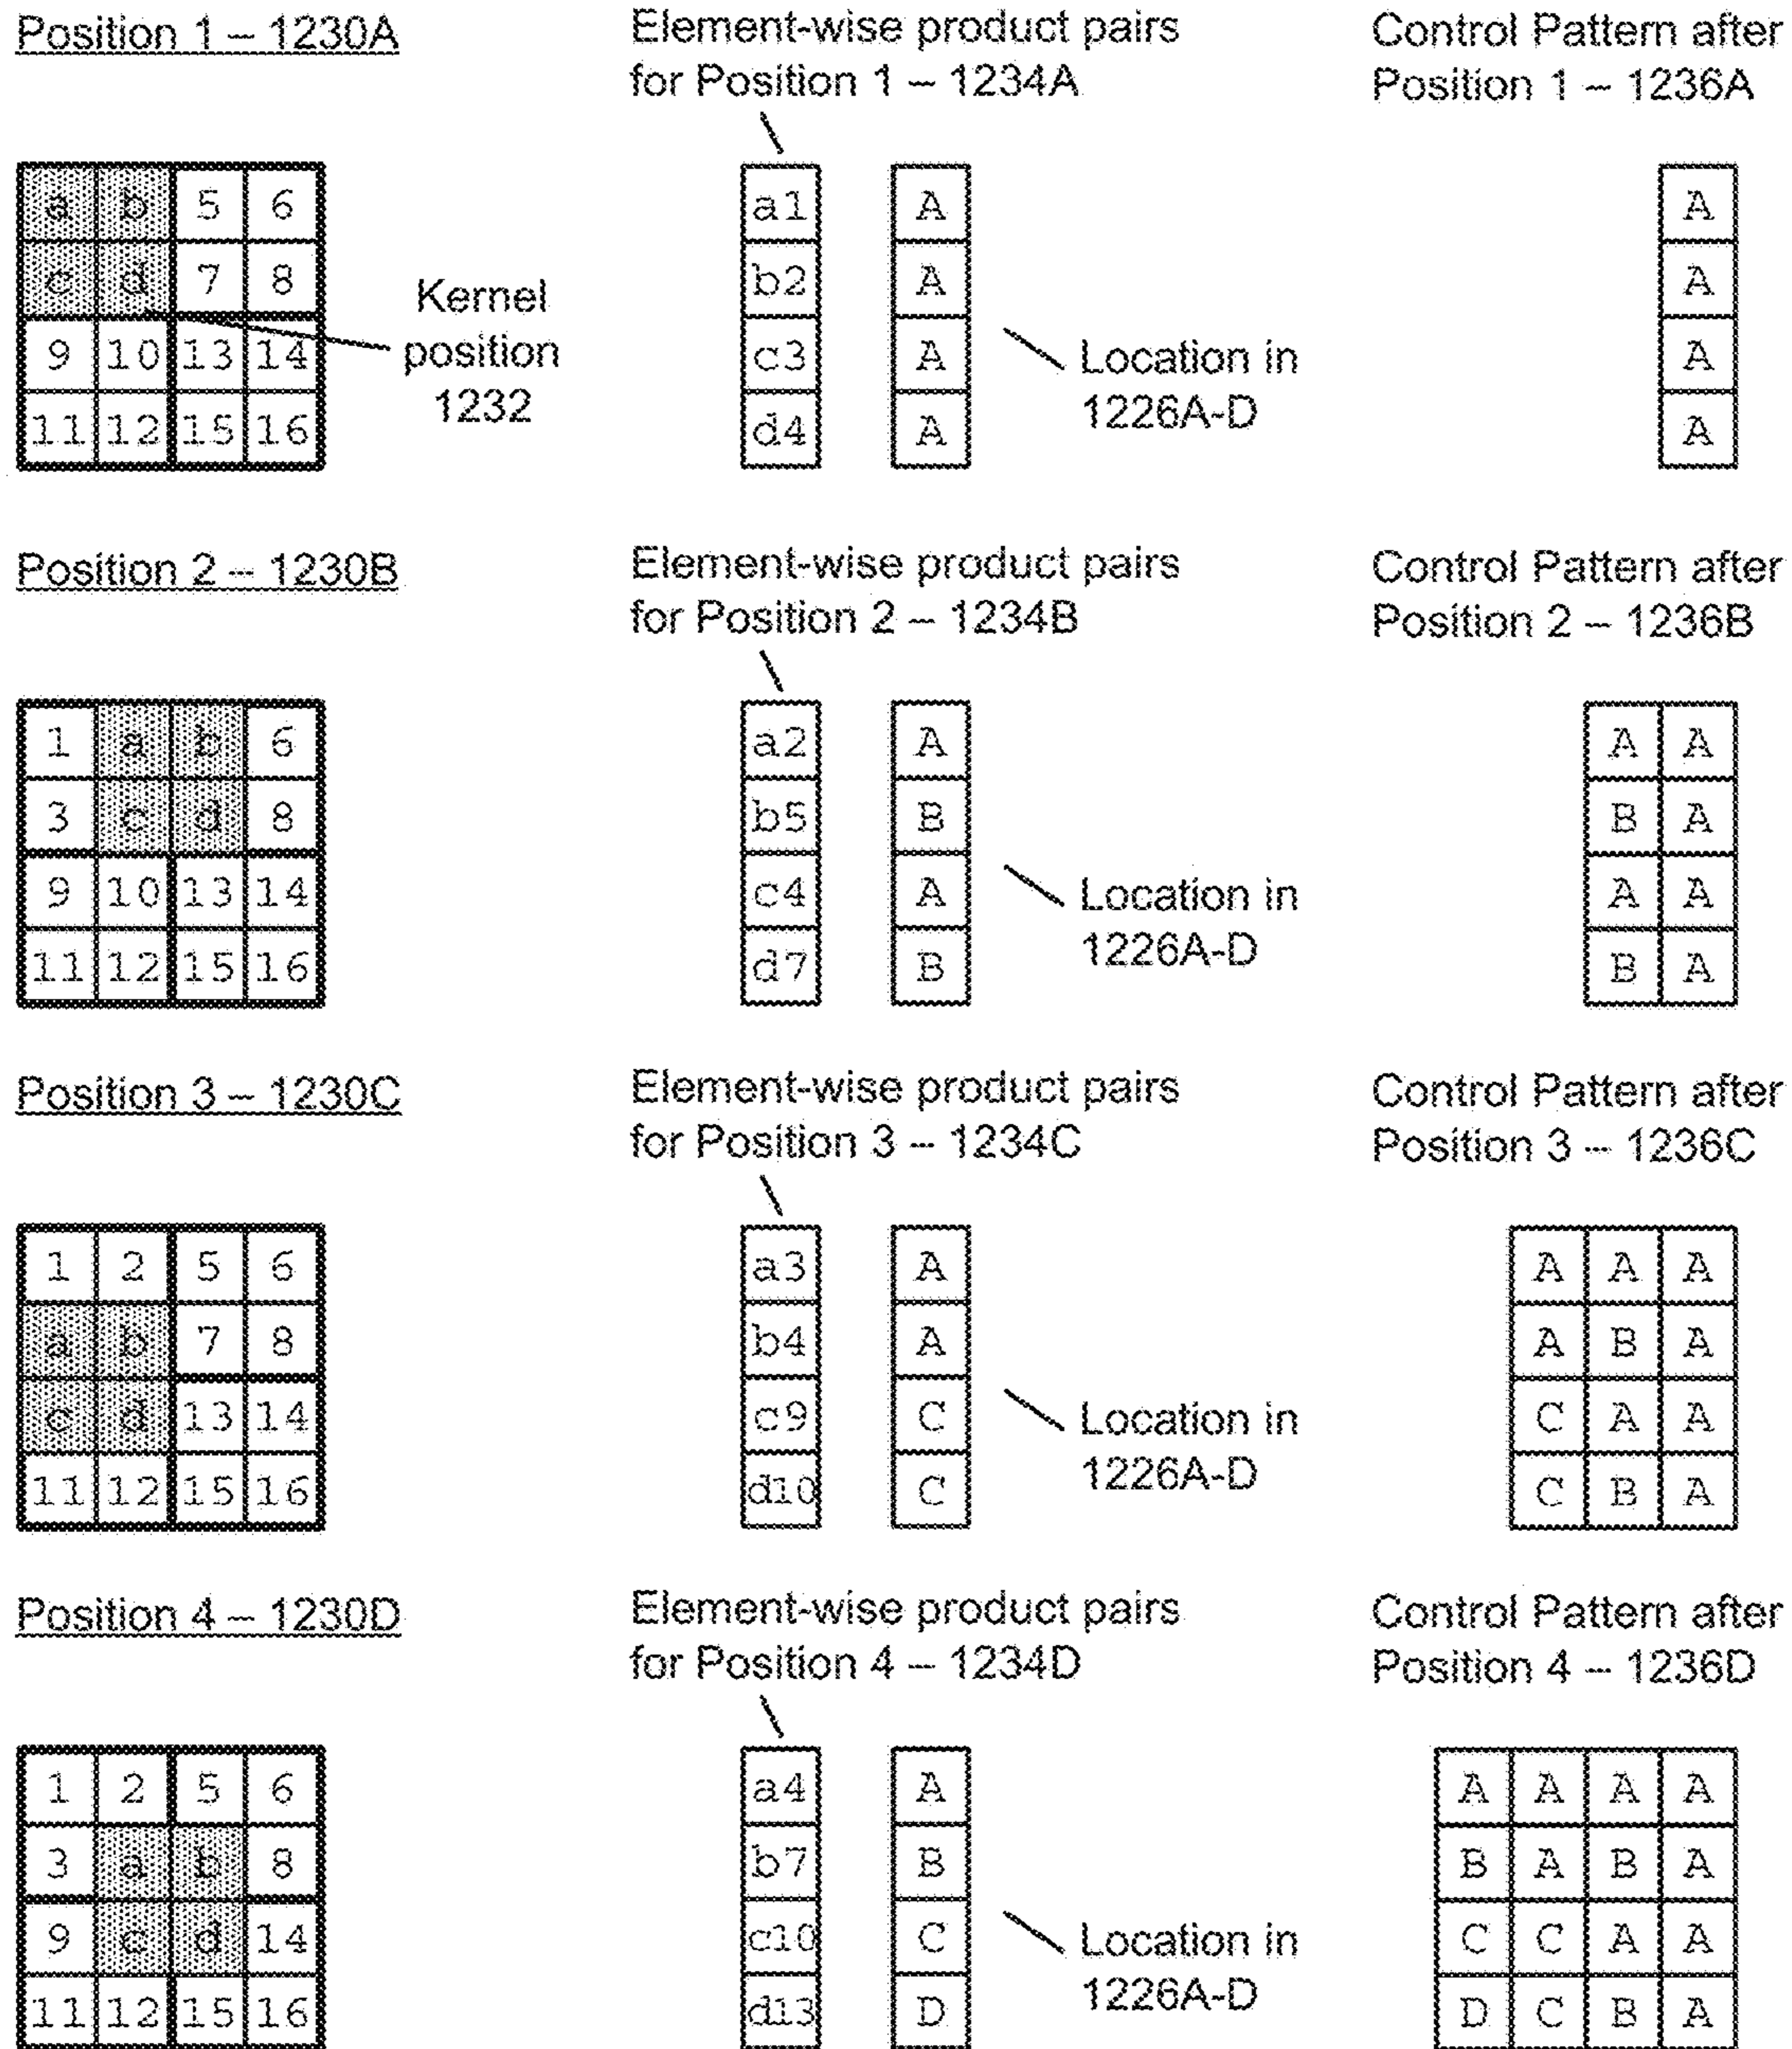 Position 1 – 1230A
Element-wise product pairs
for Position 1 – 1234A
Control Pattern after
Position 1 – 1236A
a b 5 6
c d 7 8
9 10 13 14
11 12 15 16
Kernel
position
1232
a1 A
b2 A
c3 A
d4 A
Location in
1226A-D
A
A
A
A
Position 2 – 1230B
Element-wise product pairs
for Position 2 – 1234B
Control Pattern after
Position 2 – 1236B
1 a b 6
3 c d 8
9 10 13 14
11 12 15 16
a2 A
b5 B
c4 A
d7 B
Location in
1226A-D
A A
B A
A A
B A
Position 3 – 1230C
Element-wise product pairs
for Position 3 – 1234C
Control Pattern after
Position 3 – 1236C
1 2 5 6
a b 7 8
c d 13 14
11 12 15 16
a3 A
b4 A
c9 C
d10 C
Location in
1226A-D
A A A
A B A
C A A
C B A
Position 4 – 1230D
Element-wise product pairs
for Position 4 – 1234D
Control Pattern after
Position 4 – 1236D
1 2 5 6
3 a b 8
9 c d 14
11 12 15 16
a4 A
b7 B
c10 C
d13 D
Location in
1226A-D
A A A A
B A B A
C C A A
D C B A